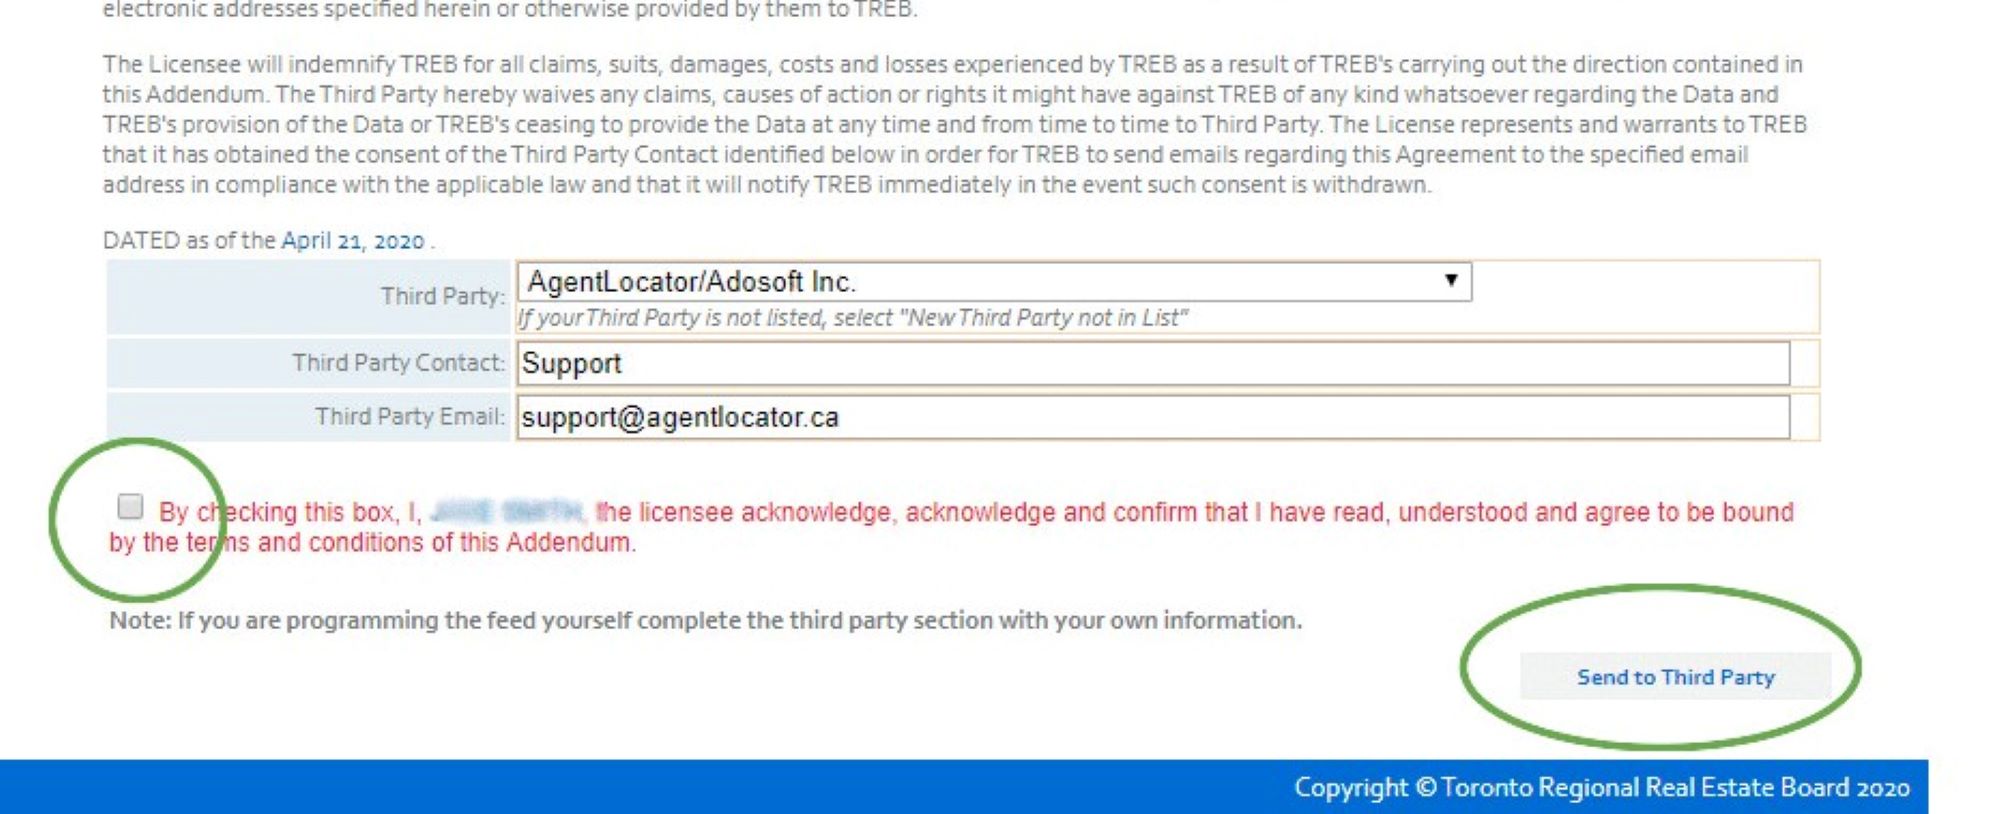 electronic addresses specified herein or otherwise provided by them to TREB.
The Licensee will indemnify TREB for all claims, suits, damages, costs and losses experienced by TREB as a result of TREB's carrying out the direction contained in
this Addendum. The Third Party hereby waives any claims, causes of action or rights it might have against TREB of any kind whatsoever regarding the Data and
TREB's provision of the Data or TREB's ceasing to provide the Data at any time and from time to time to Third Party. The License represents and warrants to TREB
that it has obtained the consent of the Third Party Contact identified below in order for TREB to send emails regarding this Agreement to the specified email
address in compliance with the applicable law and that it will notify TREB immediately in the event such consent is withdrawn.
DATED as of the April 21, 2020 .
Third Party: AgentLocator/Adosoft Inc.
If your Third Party is not listed, select "New Third Party not in List"
Third Party Contact: Support
Third Party Email: support@agentlocator.ca
By checking this box, I, , the licensee acknowledge, acknowledge and confirm that I have read, understood and agree to be bound
by the terms and conditions of this Addendum.
Note: If you are programming the feed yourself complete the third party section with your own information.
Send to Third Party
Copyright © Toronto Regional Real Estate Board 2020